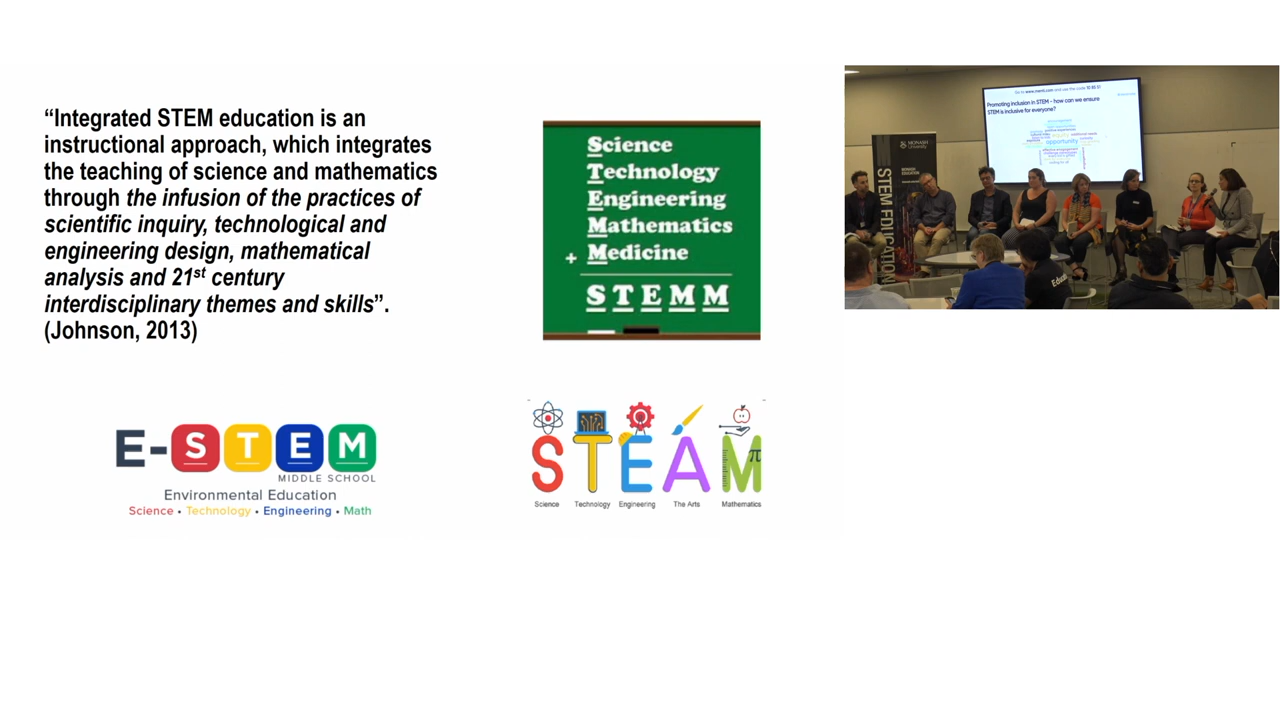 “Integrated STEM education is an
instructional approach, which integrates
the teaching of science and mathematics
through the infusion of the practices of
scientific inquiry, technological and
engineering design, mathematical
analysis and 21st century
interdisciplinary themes and skills”.
(Johnson, 2013)
Science
Technology
Engineering
Mathematics
+ Medicine
STEMM
E-STEM
MIDDLE SCHOOL
Environmental Education
Science • Technology • Engineering • Math
STEAM
π
Science Technology Engineering The Arts Mathematics
Promoting inclusion in STEM - how can we ensure
STEM is inclusive for everyone?
opportunity
MONASH
University
STEM EDUCATION